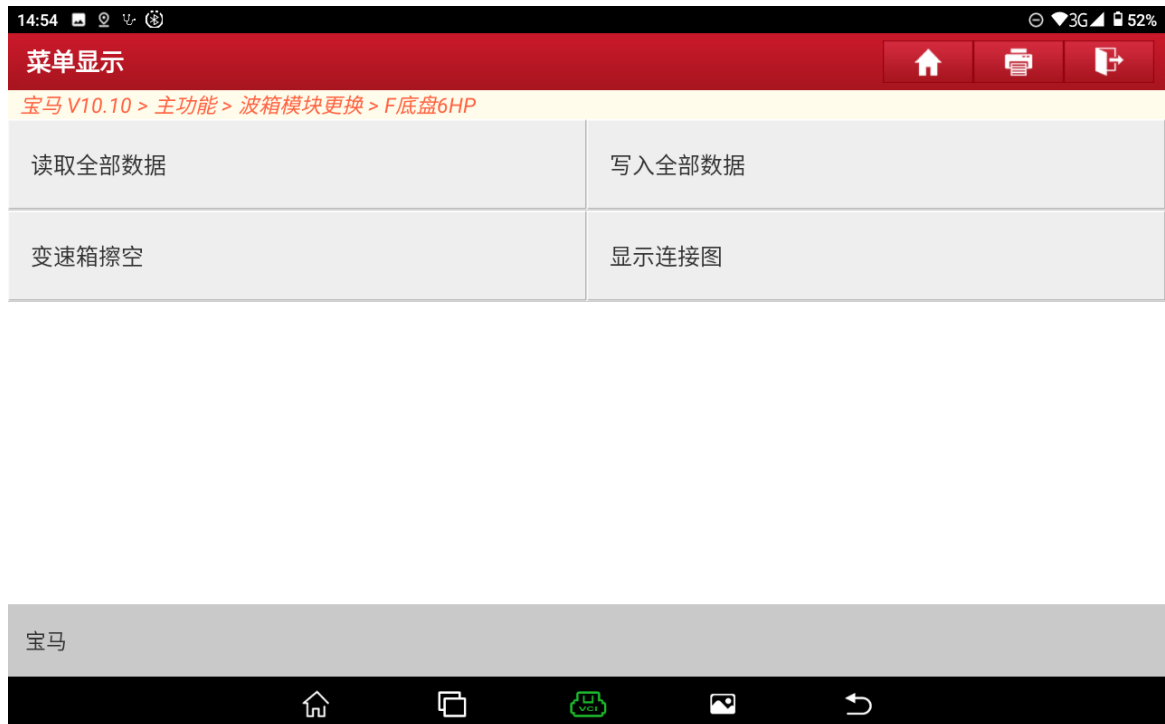 14:54 3G 52%
菜单显示
宝马 V10.10 > 主功能 > 波箱模块更换 > F底盘6HP
读取全部数据 写入全部数据
变速箱擦空 显示连接图
宝马
VCI